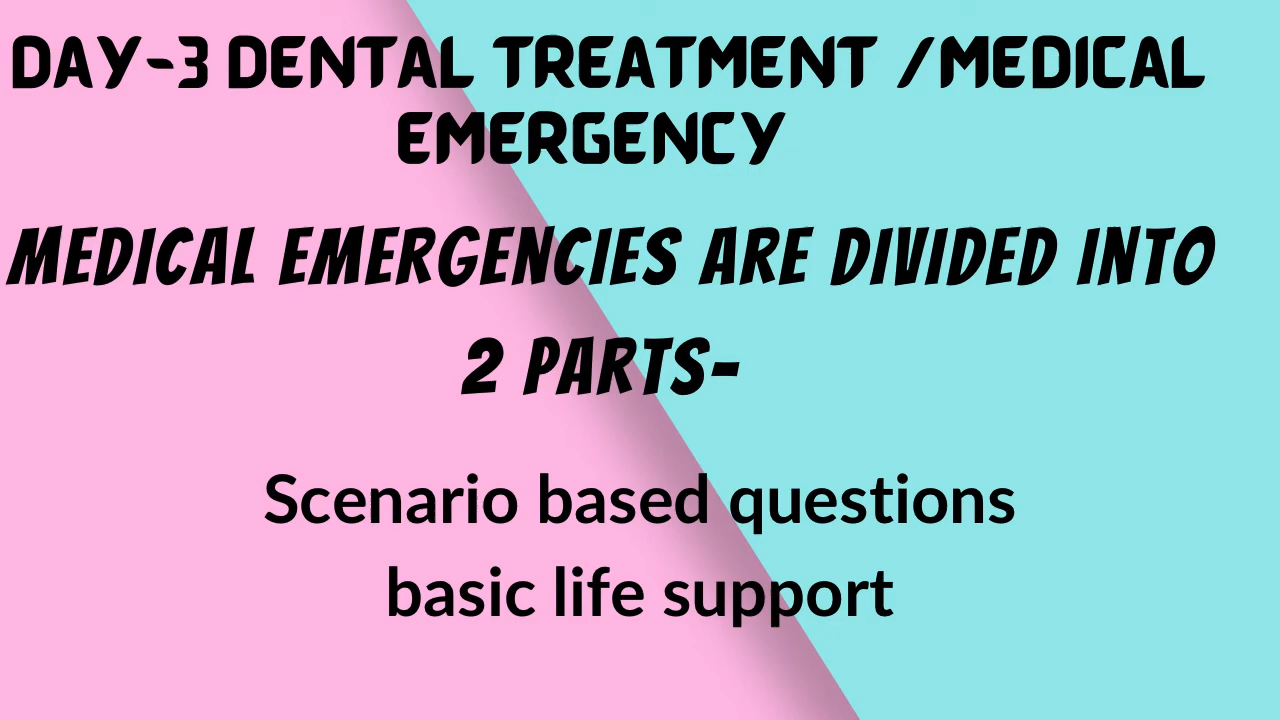 DAY-3 DENTAL TREATMENT /MEDICAL
EMERGENCY
MEDICAL EMERGENCIES ARE DIVIDED INTO
2 PARTS-
Scenario based questions
basic life support